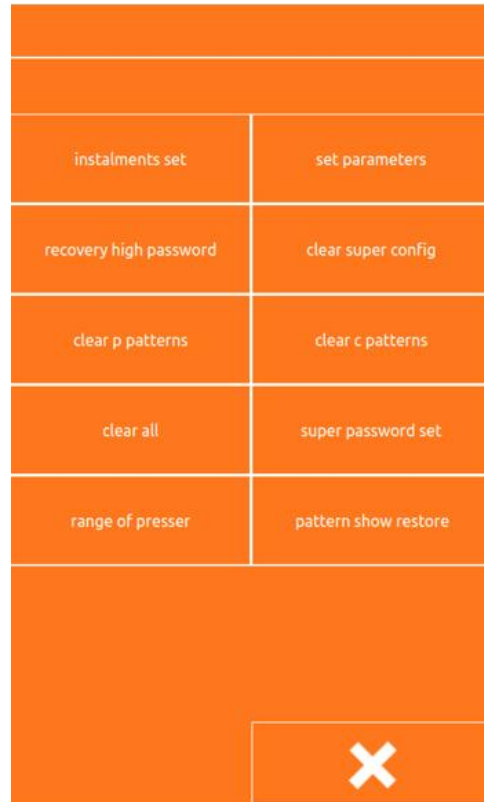 instalments set
set parameters
recovery high password
clear super config
clear p patterns
clear c patterns
clear all
super password set
range of presser
pattern show restore